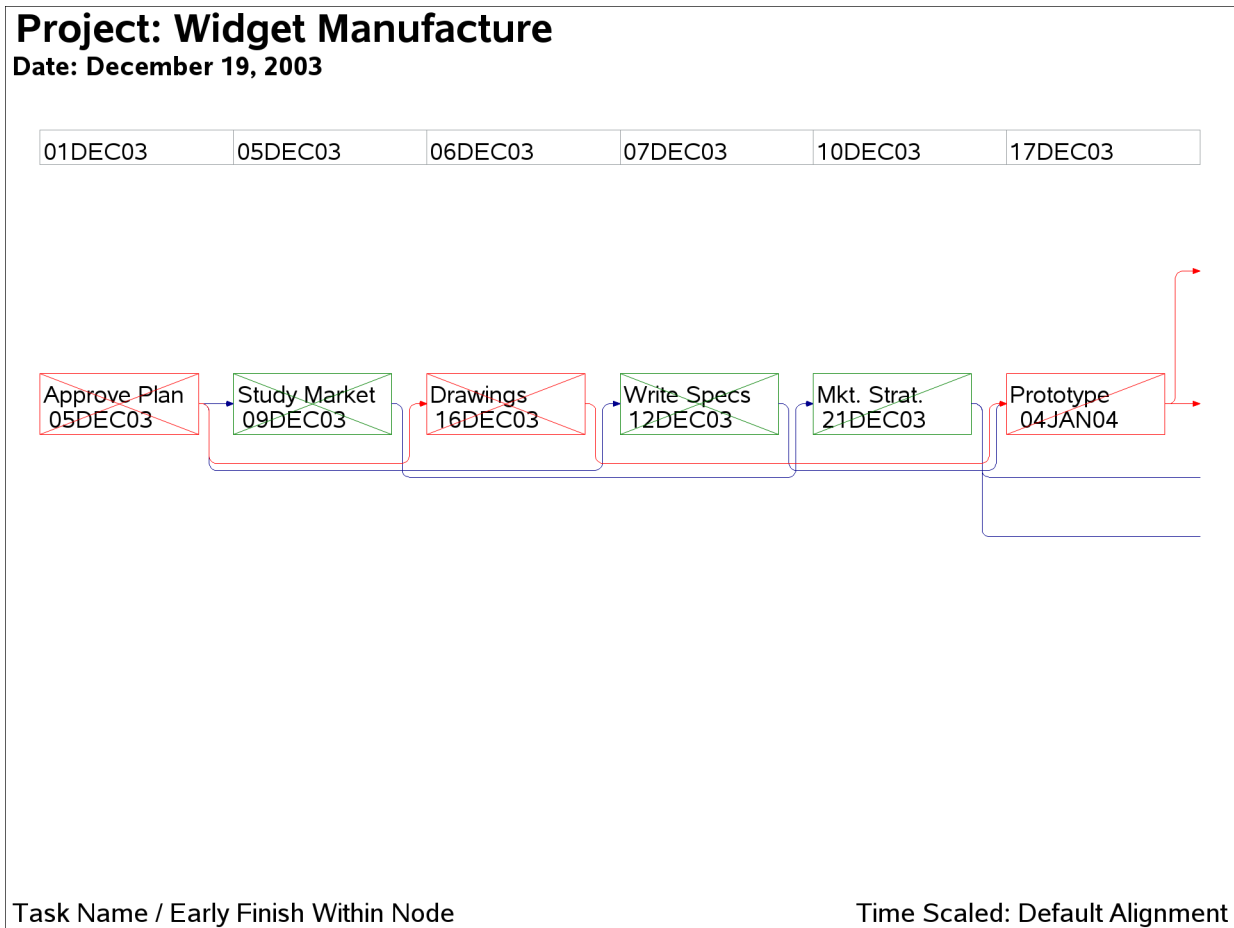 Project: Widget Manufacture
Date: December 19, 2003
01DEC03 05DEC03 06DEC03 07DEC03 10DEC03 17DEC03
Approve Plan Study Market Drawings Write Specs Mkt. Strat. Prototype
05DEC03 09DEC03 16DEC03 12DEC03 21DEC03 04JAN04
Task Name / Early Finish Within Node Time Scaled: Default Alignment